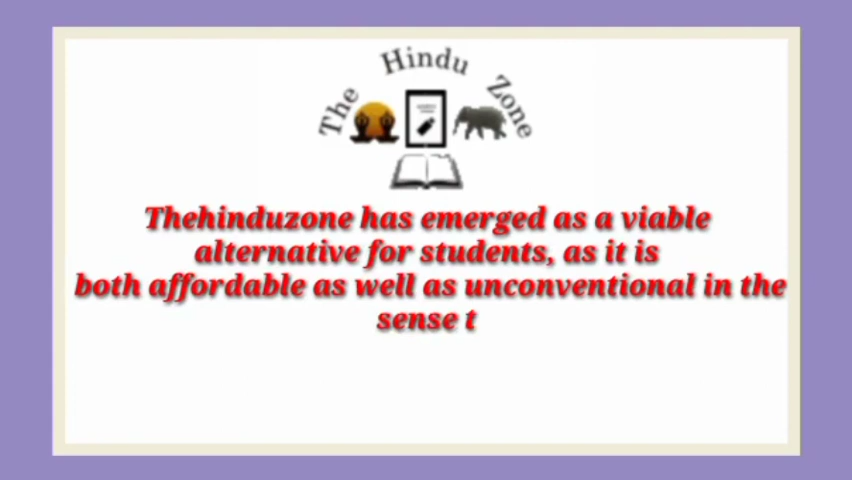 The Hindu Zone
Thehinduzone has emerged as a viable
alternative for students, as it is
both affordable as well as unconventional in the
sense t